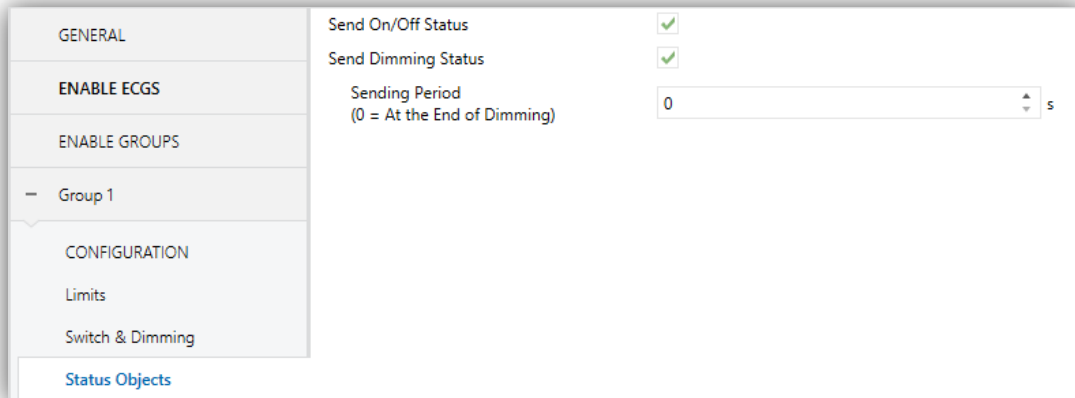 GENERAL
ENABLE ECGS
ENABLE GROUPS
Group 1
CONFIGURATION
Limits
Switch & Dimming
Status Objects
Send On/Off Status
Send Dimming Status
Sending Period
(0 = At the End of Dimming)
0
s